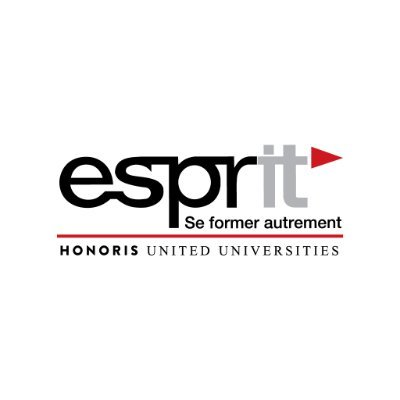 esprit
Se former autrement
HONORIS UNITED UNIVERSITIES